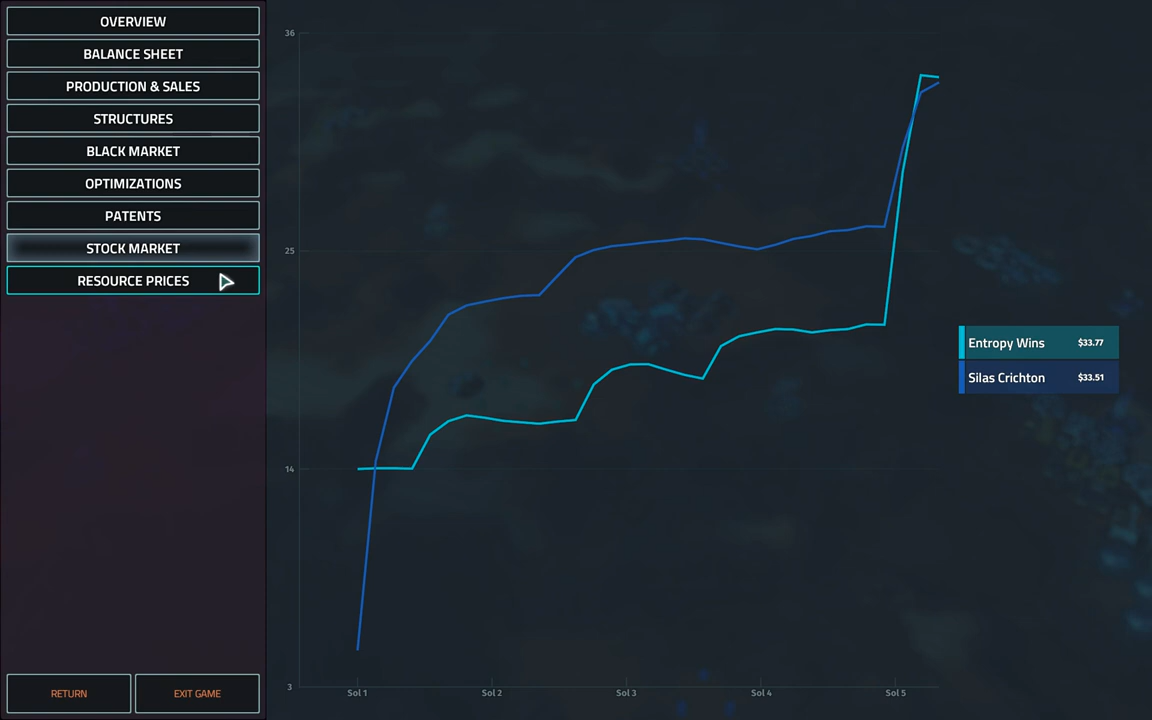 OVERVIEW
BALANCE SHEET
PRODUCTION & SALES
STRUCTURES
BLACK MARKET
OPTIMIZATIONS
PATENTS
STOCK MARKET
RESOURCE PRICES
RETURN
EXIT GAME
36
25
14
3
Sol 1
Sol 2
Sol 3
Sol 4
Sol 5
Entropy Wins $33.77
Silas Crichton $33.51